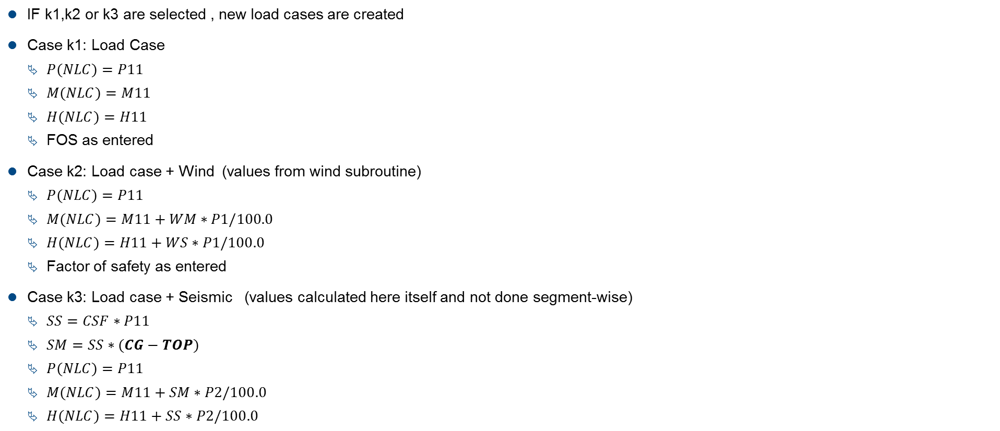 IF k1,k2 or k3 are selected , new load cases are created
Case k1: Load Case
P(NLC) = P11
M(NLC) = M11
H(NLC) = H11
FOS as entered
Case k2: Load case + Wind (values from wind subroutine)
P(NLC) = P11
M(NLC) = M11 + WM * P1/100.0
H(NLC) = H11 + WS * P1/100.0
Factor of safety as entered
Case k3: Load case + Seismic (values calculated here itself and not done segment-wise)
SS = CSF * P11
SM = SS * (CG − TOP)
P(NLC) = P11
M(NLC) = M11 + SM * P2/100.0
H(NLC) = H11 + SS * P2/100.0